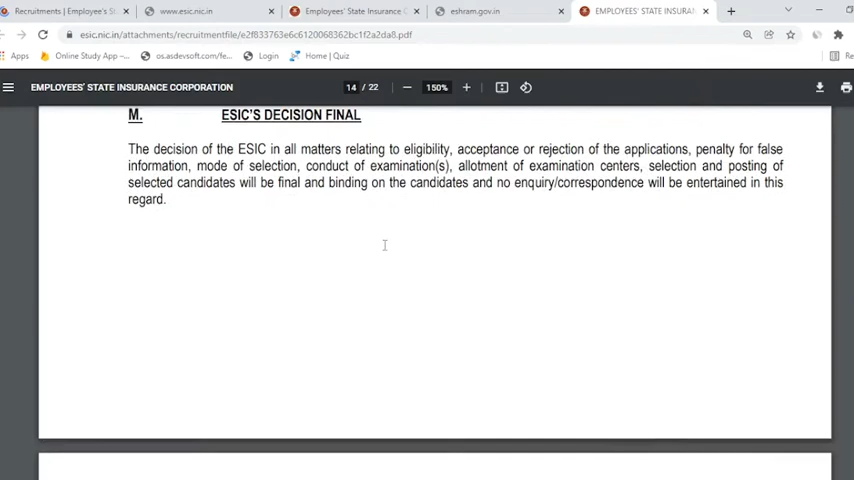 Recruitments | Employee's S
www.esic.nic.in
Employees' State Insurance C
eshram.gov.in
EMPLOYEES' STATE INSURAN
esic.nic.in/attachments/recruitmentfile/e2f833763e6c6120068362bc1f2a2da8.pdf
Apps
Online Study App –...
os.asdevsoft.com/fe...
Login
Home | Quiz
Re
EMPLOYEES' STATE INSURANCE CORPORATION
14 / 22
150%
M. ESIC'S DECISION FINAL
The decision of the ESIC in all matters relating to eligibility, acceptance or rejection of the applications, penalty for false
information, mode of selection, conduct of examination(s), allotment of examination centers, selection and posting of
selected candidates will be final and binding on the candidates and no enquiry/correspondence will be entertained in this
regard.